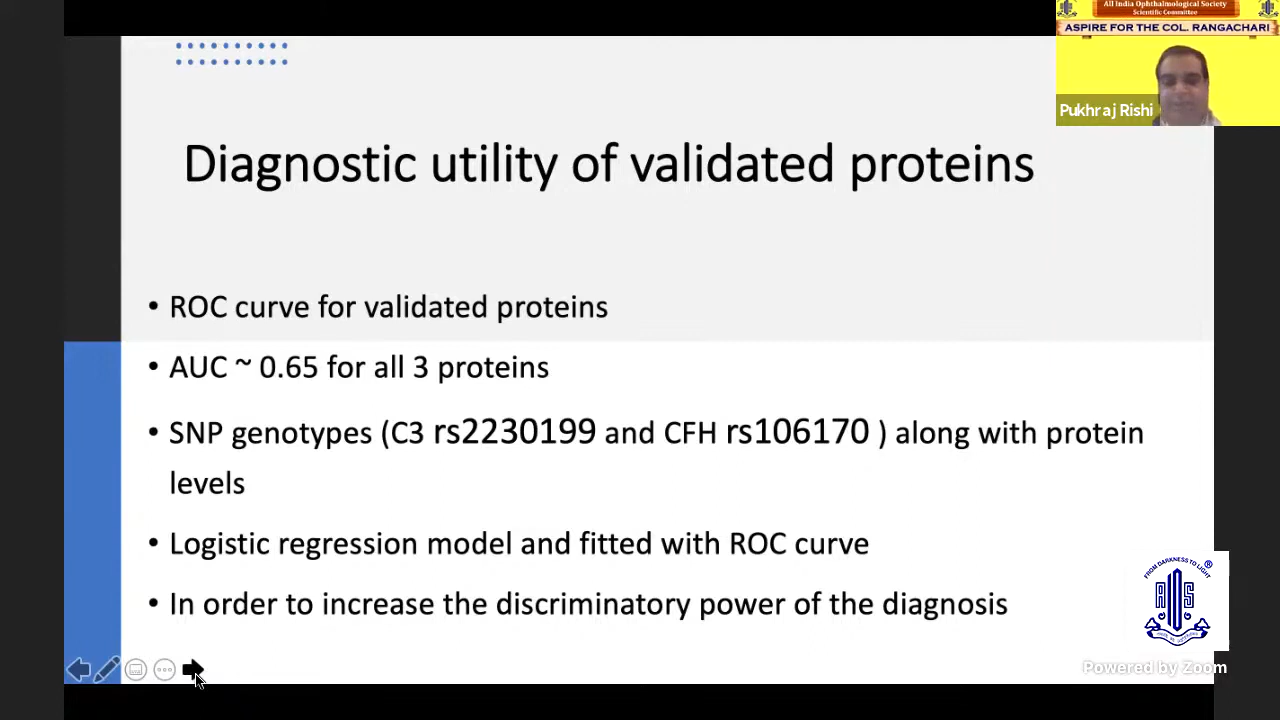 All India Ophthalmological Society
Scientific Committee
ASPIRE FOR THE COL. RANGACHARI
Pukhraj Rishi
Diagnostic utility of validated proteins
• ROC curve for validated proteins
• AUC ~ 0.65 for all 3 proteins
• SNP genotypes (C3 rs2230199 and CFH rs106170 ) along with protein
levels
• Logistic regression model and fitted with ROC curve
• In order to increase the discriminatory power of the diagnosis
FROM DARKNESS TO LIGHT
®
AIOS
Powered by Zoom